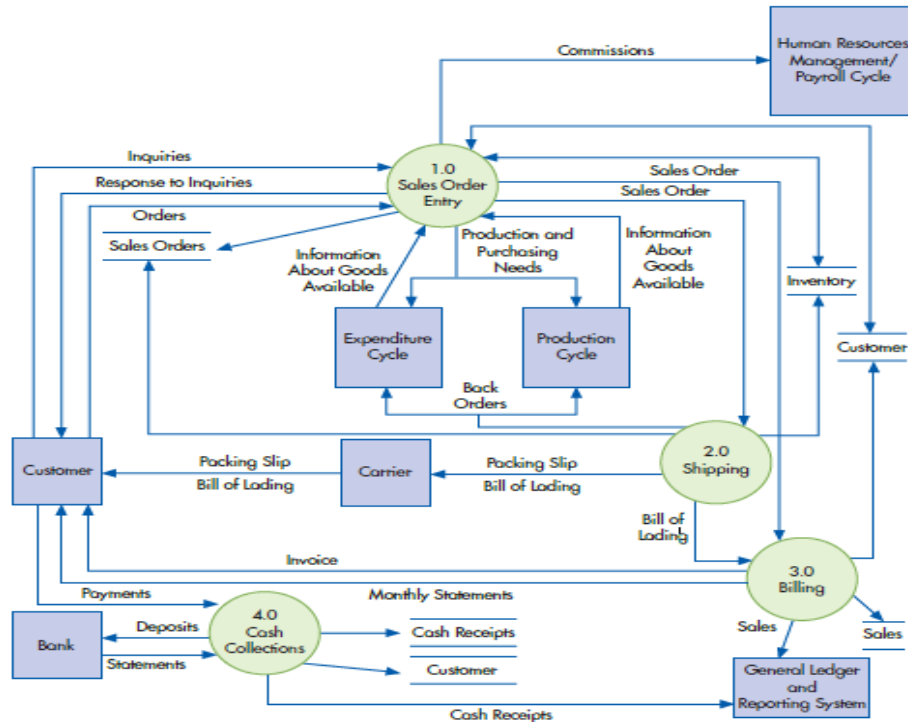 Commissions
Human Resources
Management/
Payroll Cycle
Inquiries
1.0
Sales Order
Entry
Sales Order
Response to Inquiries
Sales Order
Orders
Sales Orders
Information
About Goods
Available
Production and
Purchasing
Needs
Information
About
Goods
Available
Inventory
Expenditure
Cycle
Production
Cycle
Customer
Back
Orders
2.0
Shipping
Customer
Packing Slip
Bill of Lading
Carrier
Packing Slip
Bill of Lading
Bill of
Lading
Invoice
3.0
Billing
Payments
Monthly Statements
4.0
Cash
Collections
Deposits
Bank
Statements
Cash Receipts
Customer
Sales
Sales
General Ledger
and
Reporting System
Cash Receipts